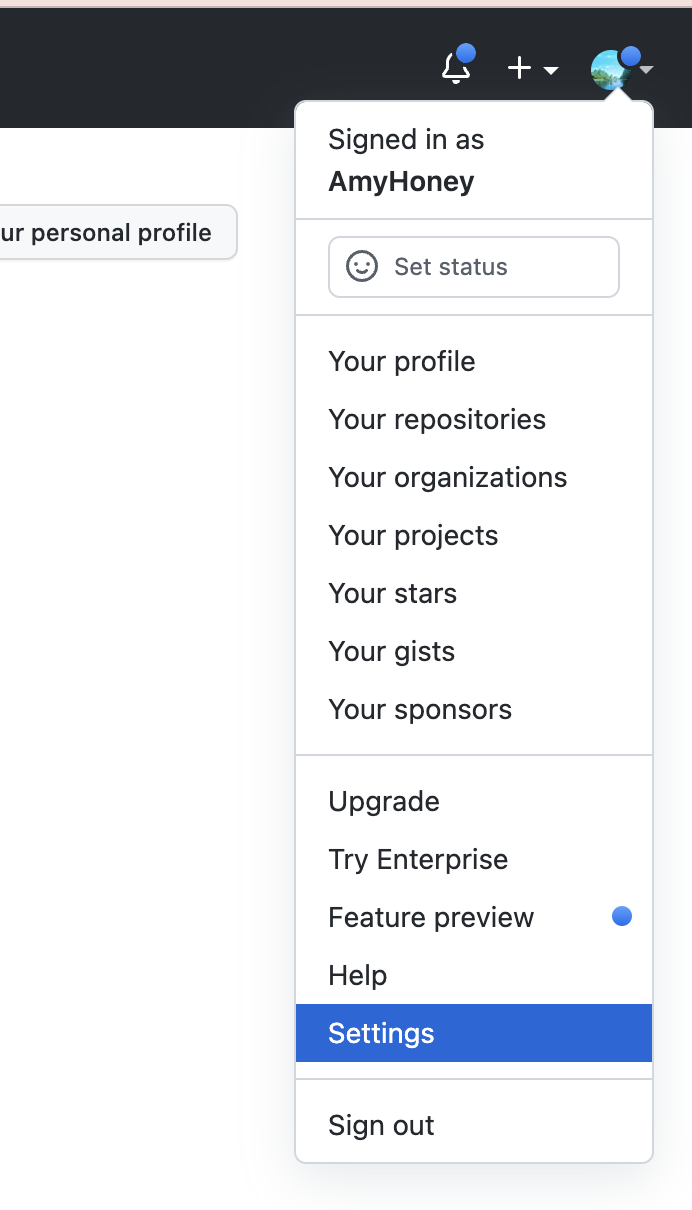 Signed in as
AmyHoney
ur personal profile
Set status
Your profile
Your repositories
Your organizations
Your projects
Your stars
Your gists
Your sponsors
Upgrade
Try Enterprise
Feature preview
Help
Settings
Sign out